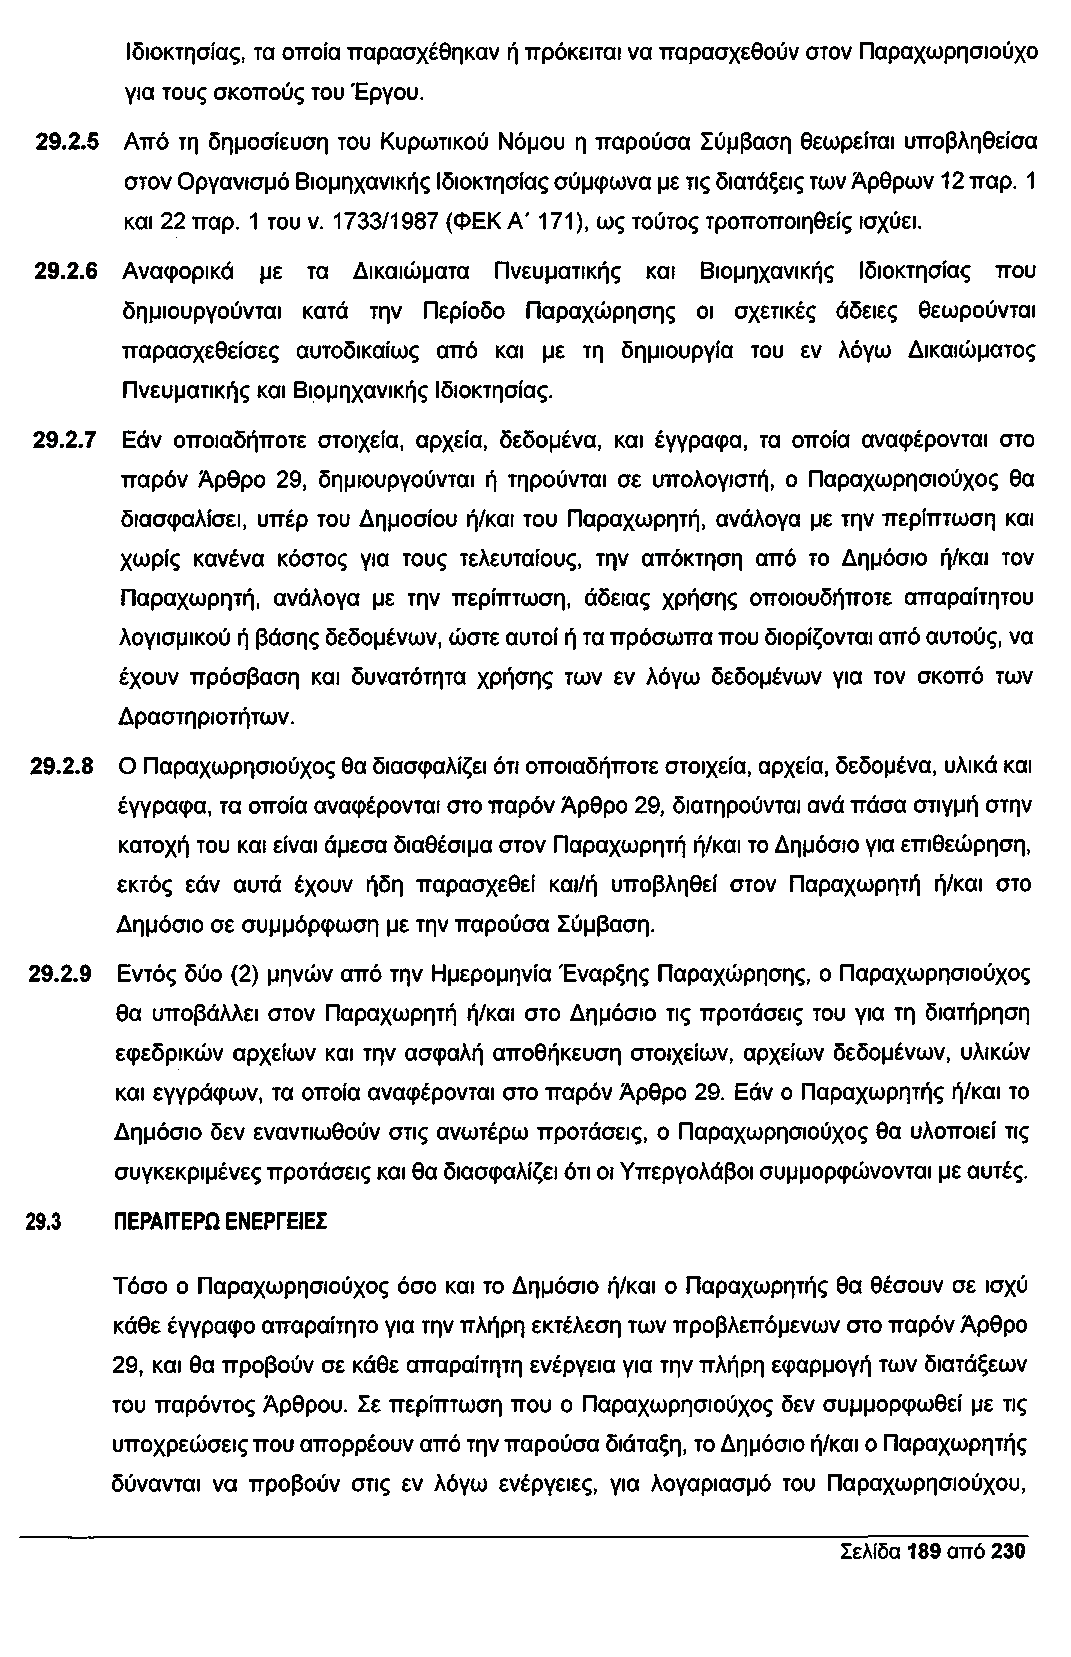 Ιδιοκτησίας, τα οποία παρασχέθηκαν ή πρόκειται να παρασχεθούν στον Παραχωρησιούχο
για τους σκοπούς του Έργου.
29.2.5 Από τη δημοσίευση του Κυρωτικού Νόμου η παρούσα Σύμβαση θεωρείται υποβληθείσα
στον Οργανισμό Βιομηχανικής Ιδιοκτησίας σύμφωνα με τις διατάξεις των Άρθρων 12 παρ. 1
και 22 παρ. 1 του ν. 1733/1987 (ΦΕΚ Α' 171), ως τούτος τροποποιηθείς ισχύει.
29.2.6 Αναφορικά με τα Δικαιώματα Πνευματικής και Βιομηχανικής Ιδιοκτησίας που
δημιουργούνται κατά την Περίοδο Παραχώρησης οι σχετικές άδειες θεωρούνται
παρασχεθείσες αυτοδικαίως από και με τη δημιουργία του εν λόγω Δικαιώματος
Πνευματικής και Βιομηχανικής Ιδιοκτησίας.
29.2.7 Εάν οποιαδήποτε στοιχεία, αρχεία, δεδομένα, και έγγραφα, τα οποία αναφέρονται στο
παρόν Άρθρο 29, δημιουργούνται ή τηρούνται σε υπολογιστή, ο Παραχωρησιούχος θα
διασφαλίσει, υπέρ του Δημοσίου ή/και του Παραχωρητή, ανάλογα με την περίπτωση και
χωρίς κανένα κόστος για τους τελευταίους, την απόκτηση από το Δημόσιο ή/και τον
Παραχωρητή, ανάλογα με την περίπτωση, άδειας χρήσης οποιουδήποτε απαραίτητου
λογισμικού ή βάσης δεδομένων, ώστε αυτοί ή τα πρόσωπα που διορίζονται από αυτούς, να
έχουν πρόσβαση και δυνατότητα χρήσης των εν λόγω δεδομένων για τον σκοπό των
Δραστηριοτήτων.
29.2.8 Ο Παραχωρησιούχος θα διασφαλίζει ότι οποιαδήποτε στοιχεία, αρχεία, δεδομένα, υλικά και
έγγραφα, τα οποία αναφέρονται στο παρόν Άρθρο 29, διατηρούνται ανά πάσα στιγμή στην
κατοχή του και είναι άμεσα διαθέσιμα στον Παραχωρητή ή/και το Δημόσιο για επιθεώρηση,
εκτός εάν αυτά έχουν ήδη παρασχεθεί και/ή υποβληθεί στον Παραχωρητή ή/και στο
Δημόσιο σε συμμόρφωση με την παρούσα Σύμβαση.
29.2.9 Εντός δύο (2) μηνών από την Ημερομηνία Έναρξης Παραχώρησης, ο Παραχωρησιούχος
θα υποβάλλει στον Παραχωρητή ή/και στο Δημόσιο τις προτάσεις του για τη διατήρηση
εφεδρικών αρχείων και την ασφαλή αποθήκευση στοιχείων, αρχείων δεδομένων, υλικών
και εγγράφων, τα οποία αναφέρονται στο παρόν Άρθρο 29. Εάν ο Παραχωρητής ή/και το
Δημόσιο δεν εναντιωθούν στις ανωτέρω προτάσεις, ο Παραχωρησιούχος θα υλοποιεί τις
συγκεκριμένες προτάσεις και θα διασφαλίζει ότι οι Υπεργολάβοι συμμορφώνονται με αυτές.
29.3 ΠΕΡΑΙΤΕΡΩ ΕΝΕΡΓΕΙΕΣ
Τόσο ο Παραχωρησιούχος όσο και το Δημόσιο ή/και ο Παραχωρητής θα θέσουν σε ισχύ
κάθε έγγραφο απαραίτητο για την πλήρη εκτέλεση των προβλεπόμενων στο παρόν Άρθρο
29, και θα προβούν σε κάθε απαραίτητη ενέργεια για την πλήρη εφαρμογή των διατάξεων
του παρόντος Άρθρου. Σε περίπτωση που ο Παραχωρησιούχος δεν συμμορφωθεί με τις
υποχρεώσεις που απορρέουν από την παρούσα διάταξη, το Δημόσιο ή/και ο Παραχωρητής
δύνανται να προβούν στις εν λόγω ενέργειες, για λογαριασμό του Παραχωρησιούχου,
Σελίδα 189 από 230